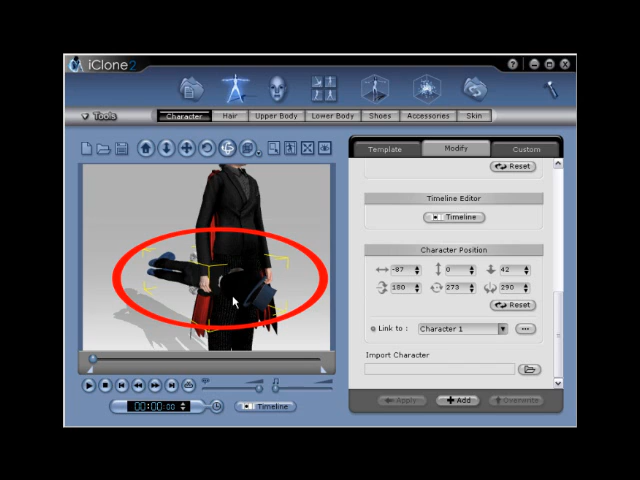 iClone2
Tools
Character
Hair
Upper Body
Lower Body
Shoes
Accessories
Skin
Template
Modify
Custom
Reset
Timeline Editor
Timeline
Character Position
-87 0 42
180 273 290
Reset
Link to : Character 1
Import Character
Apply
Add
Overwrite
00:00:00
Timeline